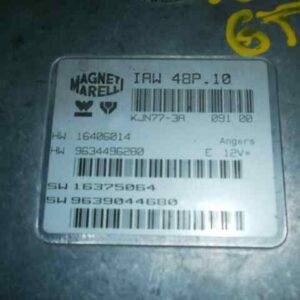 MAGNETI MARELLI
IAW 48P.10
KJN77-3A 091 00
HW 16406014
Angers
HW 9634496280
E 12V=
SW 16375064
SW 9639044680
GT